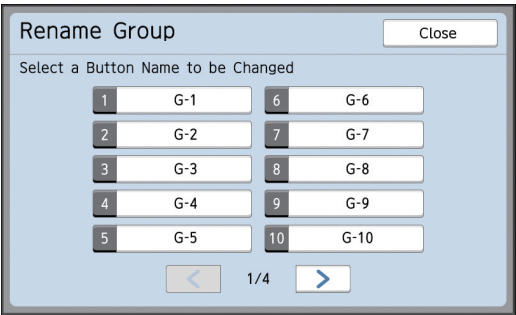 Rename Group
Close
Select a Button Name to be Changed
1 G-1 6 G-6
2 G-2 7 G-7
3 G-3 8 G-8
4 G-4 9 G-9
5 G-5 10 G-10
< 1/4 >